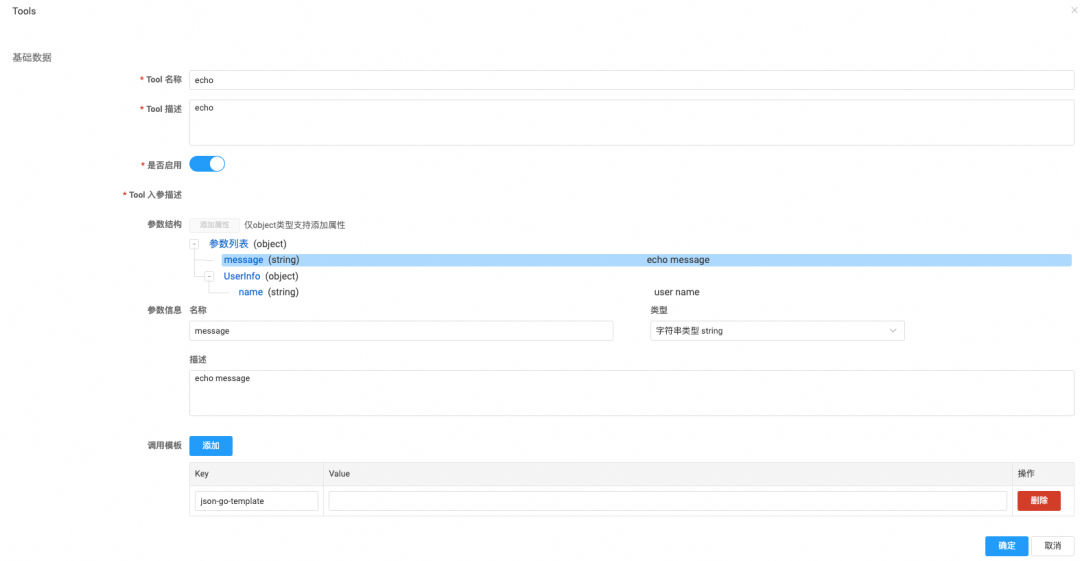 Tools
基础数据
* Tool 名称 echo
* Tool 描述 echo
* 是否启用
* Tool 入参描述
参数结构 添加属性 仅object类型支持添加属性
参数列表 (object)
message (string) echo message
UserInfo (object)
name (string) user name
参数信息 名称 类型
message 字符串类型 string
描述
echo message
调用模板 添加
Key Value 操作
json-go-template 删除
确定 取消